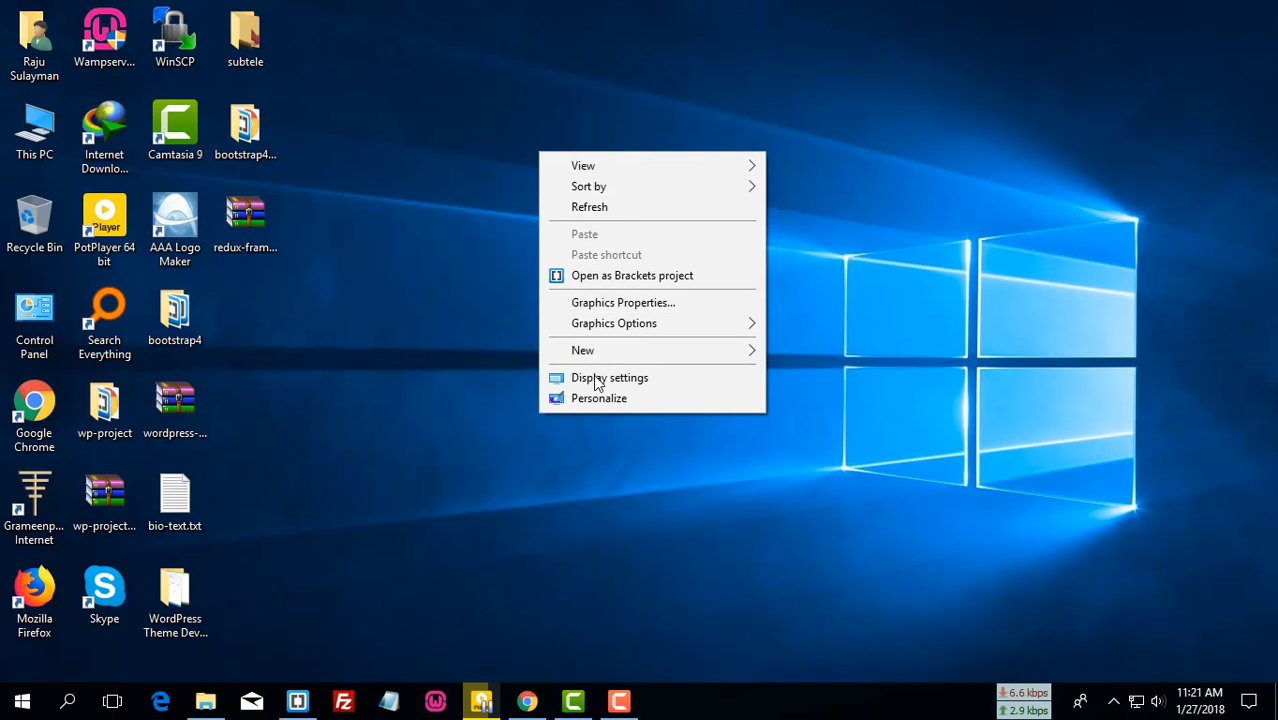 Raju
Sulayman
Wampserv...
WinSCP
subtele
This PC
Internet
Downlo...
Camtasia 9
bootstrap4...
Recycle Bin
Player
PotPlayer 64
bit
AAA Logo
Maker
redux-fram...
Control
Panel
Search
Everything
bootstrap4
Google
Chrome
wp-project
wordpress-...
Grameenp...
Internet
wp-project...
bio-text.txt
Mozilla
Firefox
Skype
WordPress
Theme Dev...
View
Sort by
Refresh
Paste
Paste shortcut
Open as Brackets project
Graphics Properties...
Graphics Options
New
Display settings
Personalize
6.6 kbps
2.9 kbps
11:21 AM
1/27/2018